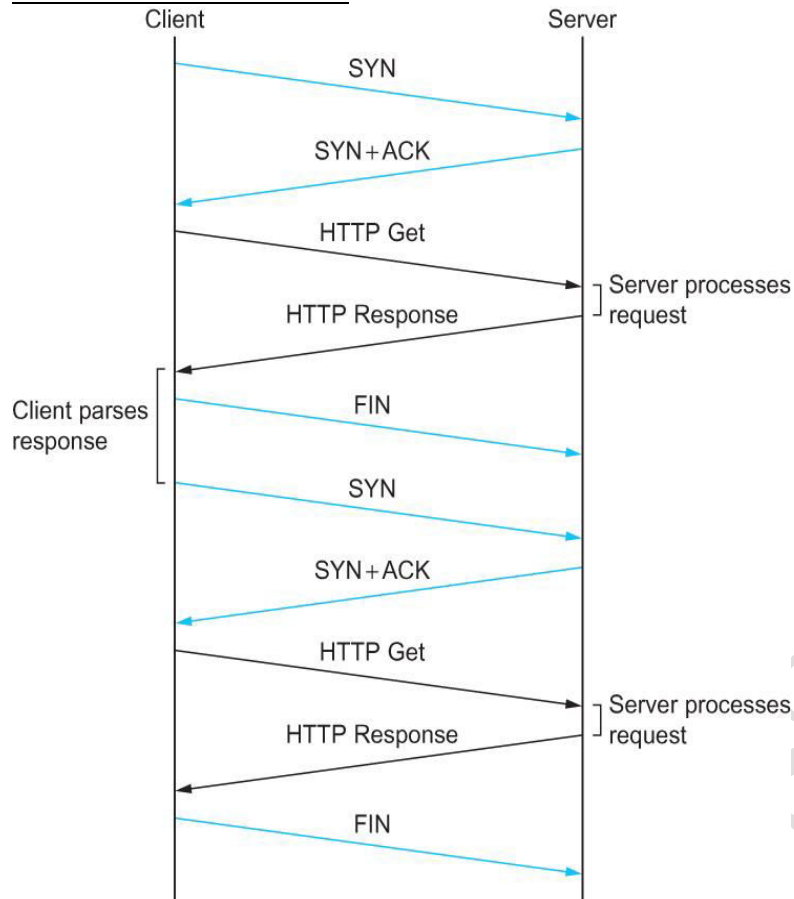 Client
Server
SYN
SYN+ACK
HTTP Get
Server processes
request
HTTP Response
Client parses
response
FIN
SYN
SYN+ACK
HTTP Get
Server processes
request
HTTP Response
FIN